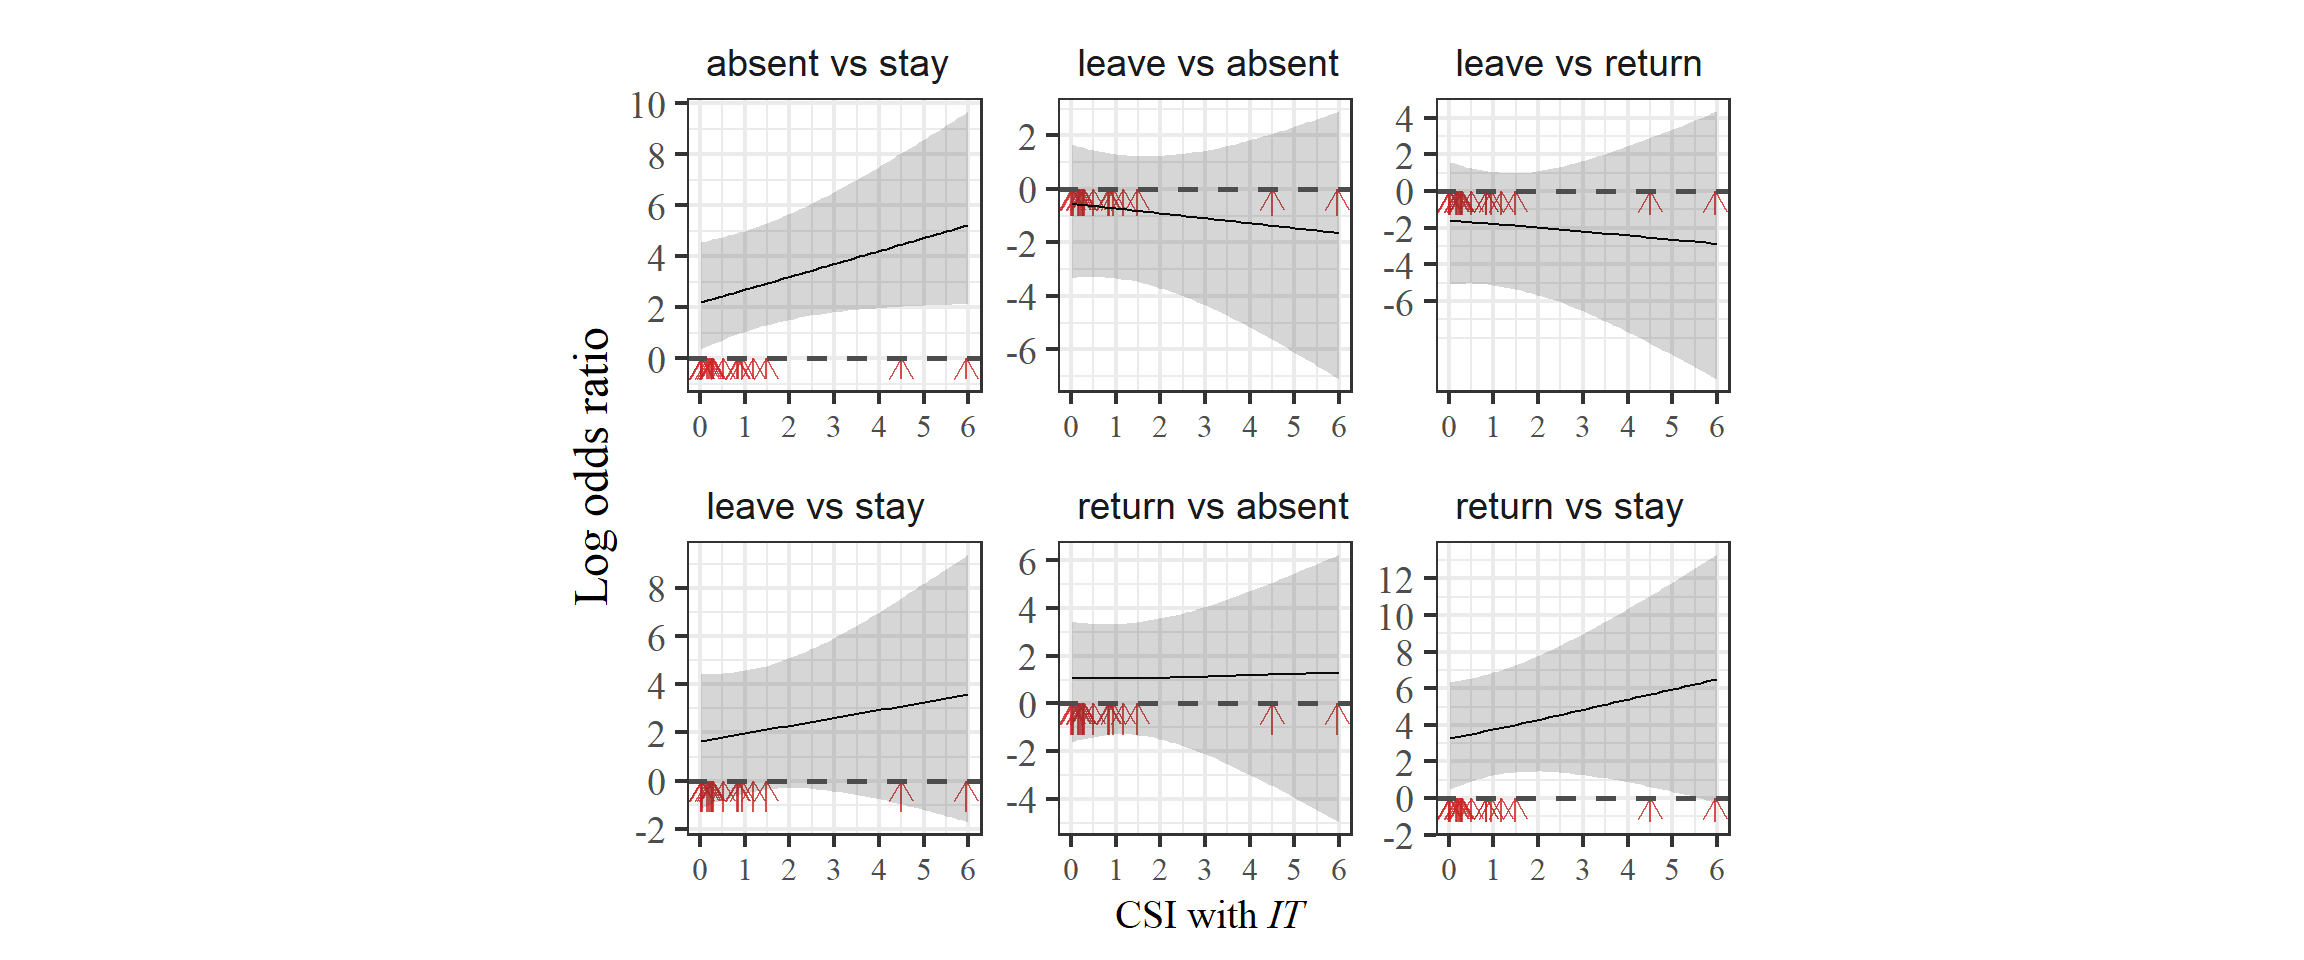 absent vs stay
leave vs absent
leave vs return
10
8
6
4
2
0
2
0
-2
-4
-6
4
2
0
-2
-4
-6
0 1 2 3 4 5 6
0 1 2 3 4 5 6
0 1 2 3 4 5 6
Log odds ratio
leave vs stay
return vs absent
return vs stay
8
6
4
2
0
-2
6
4
2
0
-2
-4
12
10
8
6
4
2
0
-2
0 1 2 3 4 5 6
0 1 2 3 4 5 6
0 1 2 3 4 5 6
CSI with IT